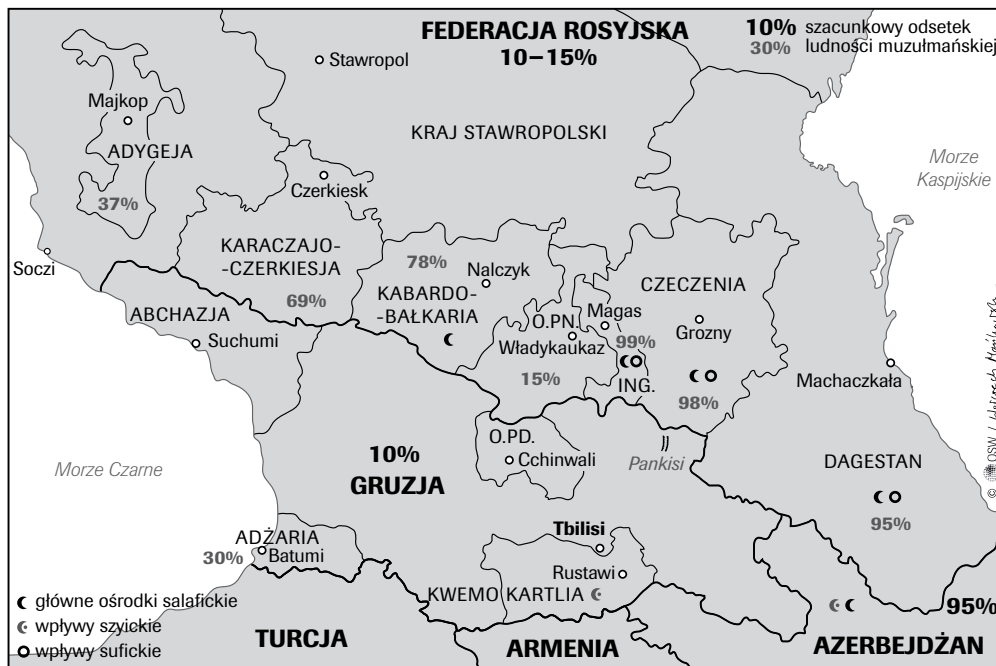 FEDERACJA ROSYJSKA
10–15%
10% szacunkowy odsetek
30% ludności muzułmańskiej
Stawropol
Majkop
ADYGEJA
37%
KRAJ STAWROPOLSKI
Morze
Kaspijskie
Czerkiesk
Soczi
KARACZAJO-
-CZERKIESJA
69%
78%
Nalczyk
KABARDO-
-BAŁKARIA
CZECZENIA
Grozny
98%
ABCHAZJA
Suchumi
O.PN.
Władykaukaz
15%
Magas
99%
ING.
Machaczkała
O.PD.
Cchinwali
Pankisi
DAGESTAN
95%
Morze Czarne
10%
GRUZJA
ADŻARIA
30%
Batumi
Tbilisi
Rustawi
KWEMO KARTLIA
główne ośrodki salafickie
wpływy szyickie
wpływy sufickie
TURCJA
ARMENIA
95%
AZERBEJDŻAN
© OSW /